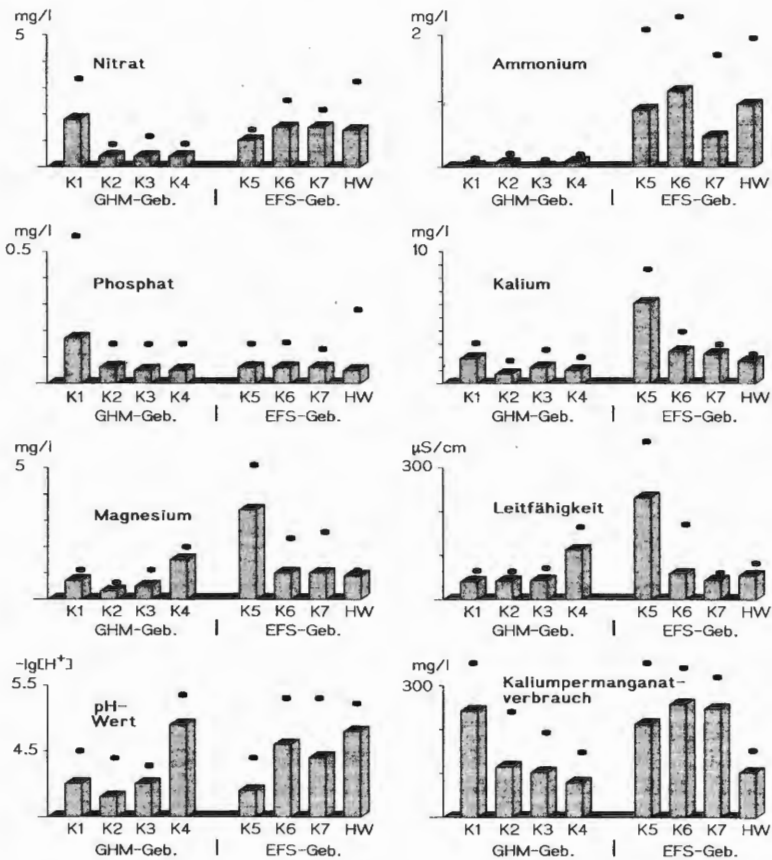 mg/l
5
Nitrat
K1 K2 K3 K4 K5 K6 K7 HW
GHM-Geb. | EFS-Geb.
mg/l
2
Ammonium
K1 K2 K3 K4 K5 K6 K7 HW
GHM-Geb. | EFS-Geb.
mg/l
0.5
Phosphat
K1 K2 K3 K4 K5 K6 K7 HW
GHM-Geb. | EFS-Geb.
mg/l
10
Kalium
K1 K2 K3 K4 K5 K6 K7 HW
GHM-Geb. | EFS-Geb.
mg/l
5
Magnesium
K1 K2 K3 K4 K5 K6 K7 HW
GHM-Geb. | EFS-Geb.
µS/cm
300
Leitfähigkeit
K1 K2 K3 K4 K5 K6 K7 HW
GHM-Geb. | EFS-Geb.
-lg[H⁺]
5.5
pH-
Wert
4.5
K1 K2 K3 K4 K5 K6 K7 HW
GHM-Geb. | EFS-Geb.
mg/l
300
Kaliumpermanganat-
verbrauch
K1 K2 K3 K4 K5 K6 K7 HW
GHM-Geb. | EFS-Geb.